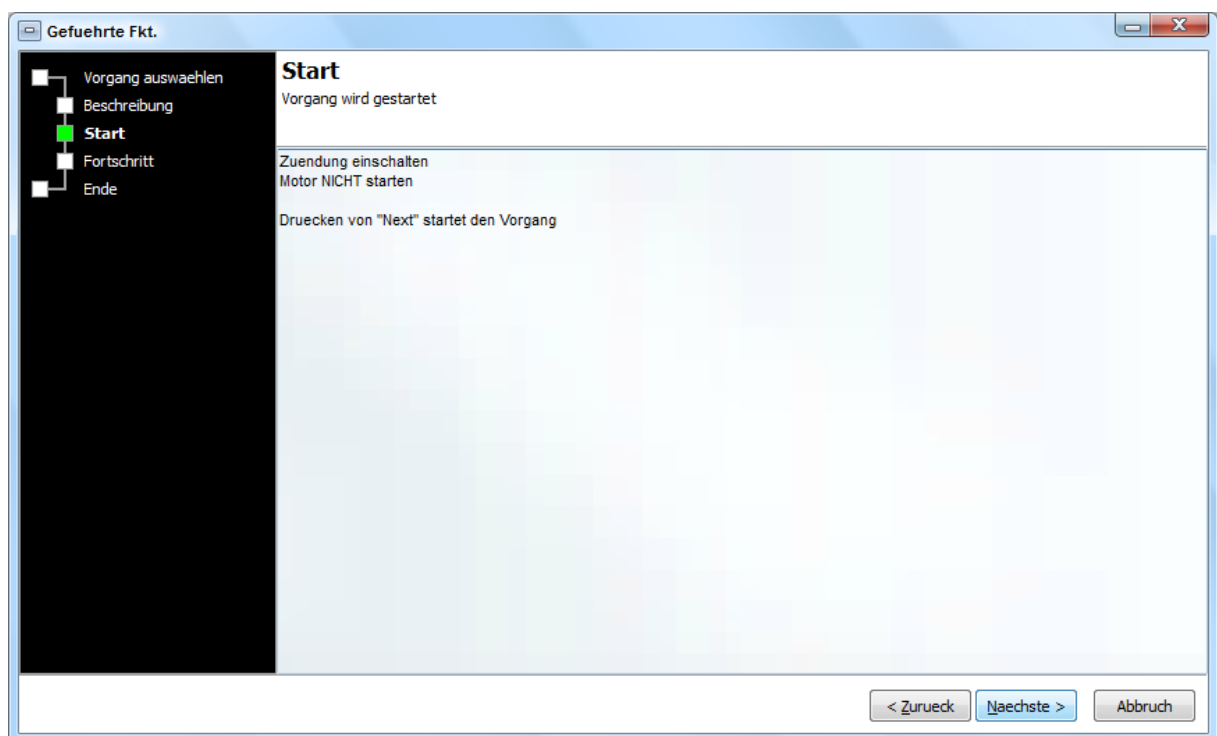 Gefuehrte Fkt.
Vorgang auswaehlen
Beschreibung
Start
Fortschritt
Ende
Start
Vorgang wird gestartet
Zuendung einschalten
Motor NICHT starten
Druecken von "Next" startet den Vorgang
< Zurueck
Naechste >
Abbruch